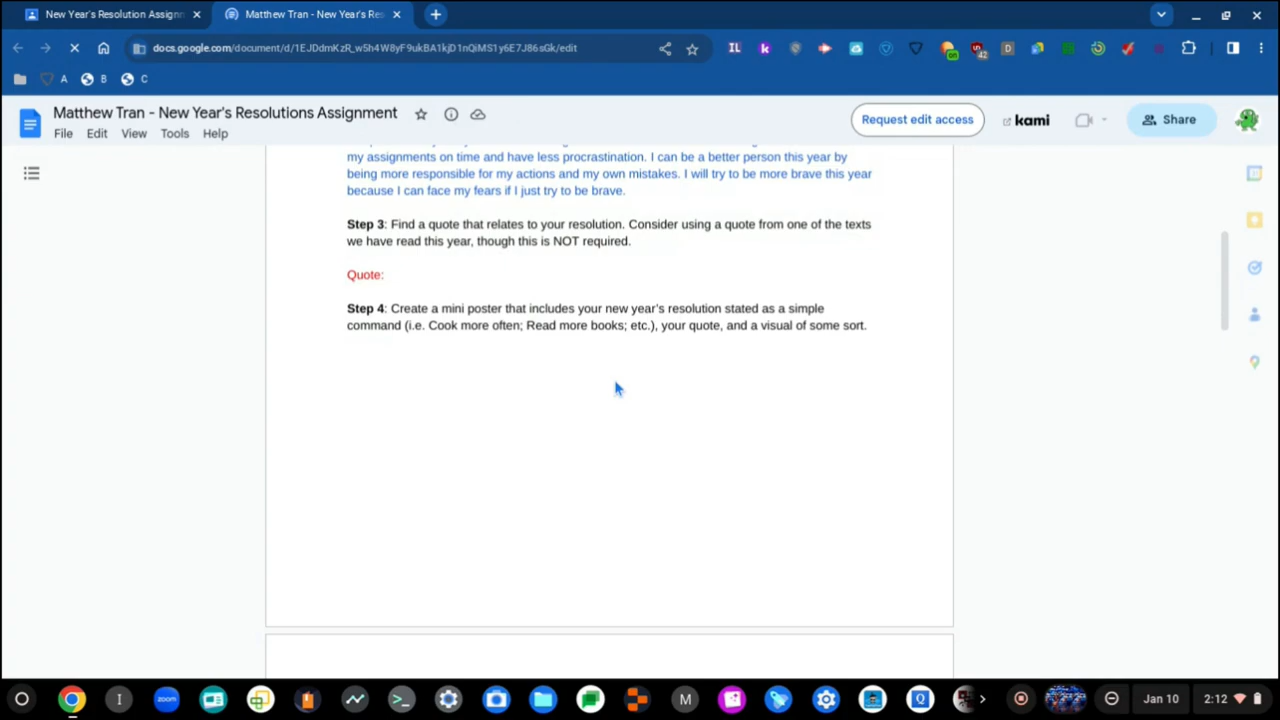 New Year's Resolution Assignm
Matthew Tran - New Year's Res
docs.google.com/document/d/1EJDdmKzR_w5h4W8yF9ukBA1kjD1nQiMS1y6E7J86sGk/edit
IL
k
42
D
A
B
C
Matthew Tran - New Year's Resolutions Assignment
File Edit View Tools Help
Request edit access
kami
Share
my assignments on time and have less procrastination. I can be a better person this year by
being more responsible for my actions and my own mistakes. I will try to be more brave this year
because I can face my fears if I just try to be brave.
Step 3: Find a quote that relates to your resolution. Consider using a quote from one of the texts
we have read this year, though this is NOT required.
Quote:
Step 4: Create a mini poster that includes your new year's resolution stated as a simple
command (i.e. Cook more often; Read more books; etc.), your quote, and a visual of some sort.
I
zoom
M
Q
Jan 10
2:12